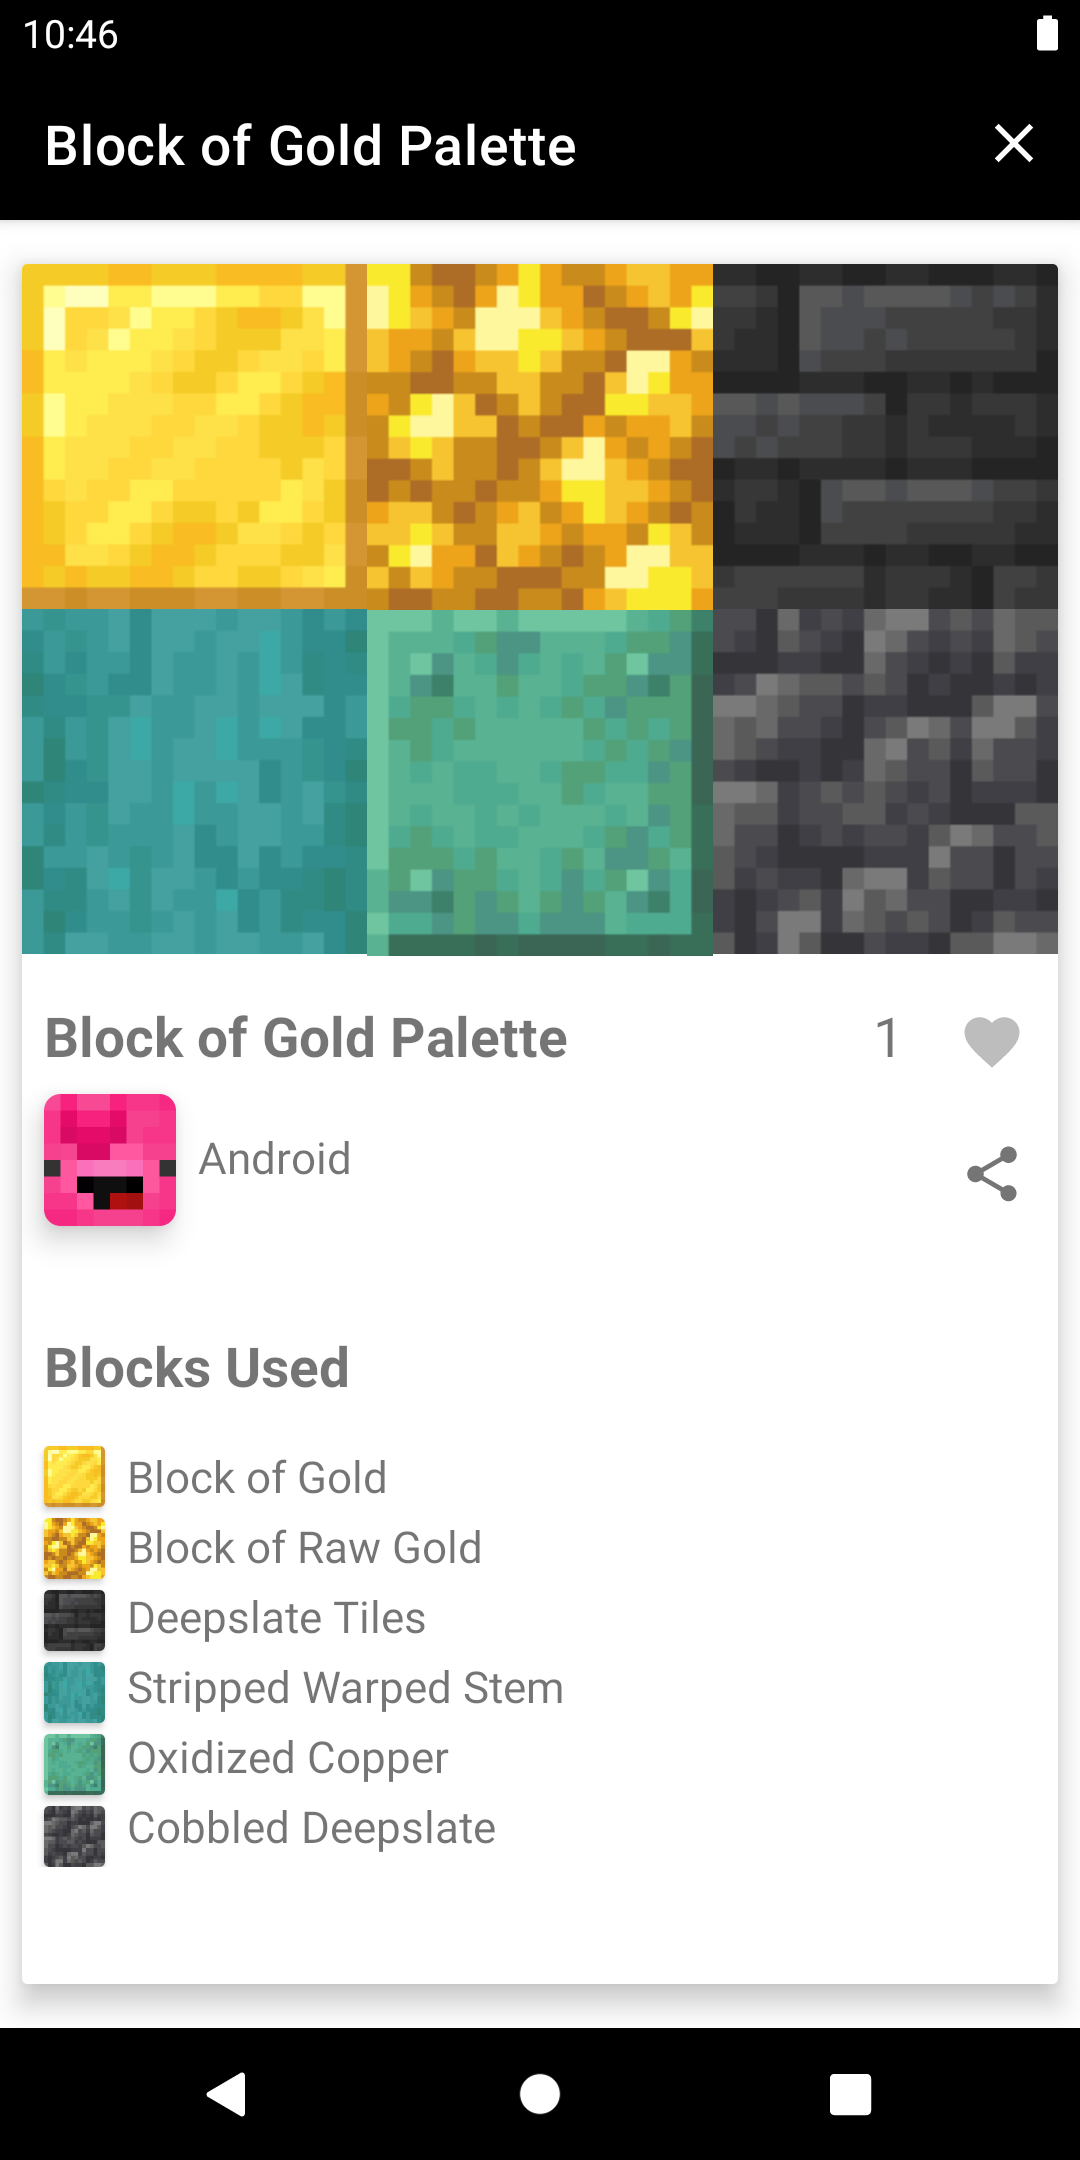 10:46
Block of Gold Palette
Block of Gold Palette 1
Android
Blocks Used
Block of Gold
Block of Raw Gold
Deepslate Tiles
Stripped Warped Stem
Oxidized Copper
Cobbled Deepslate